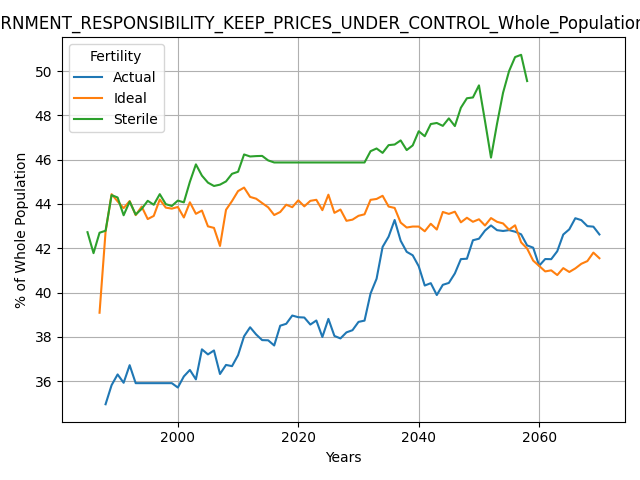 RNMENT_RESPONSIBILITY_KEEP_PRICES_UNDER_CONTROL_Whole_Population
Fertility
Actual
Ideal
Sterile
% of Whole Population
50
48
46
44
42
40
38
36
2000
2020
2040
2060
Years